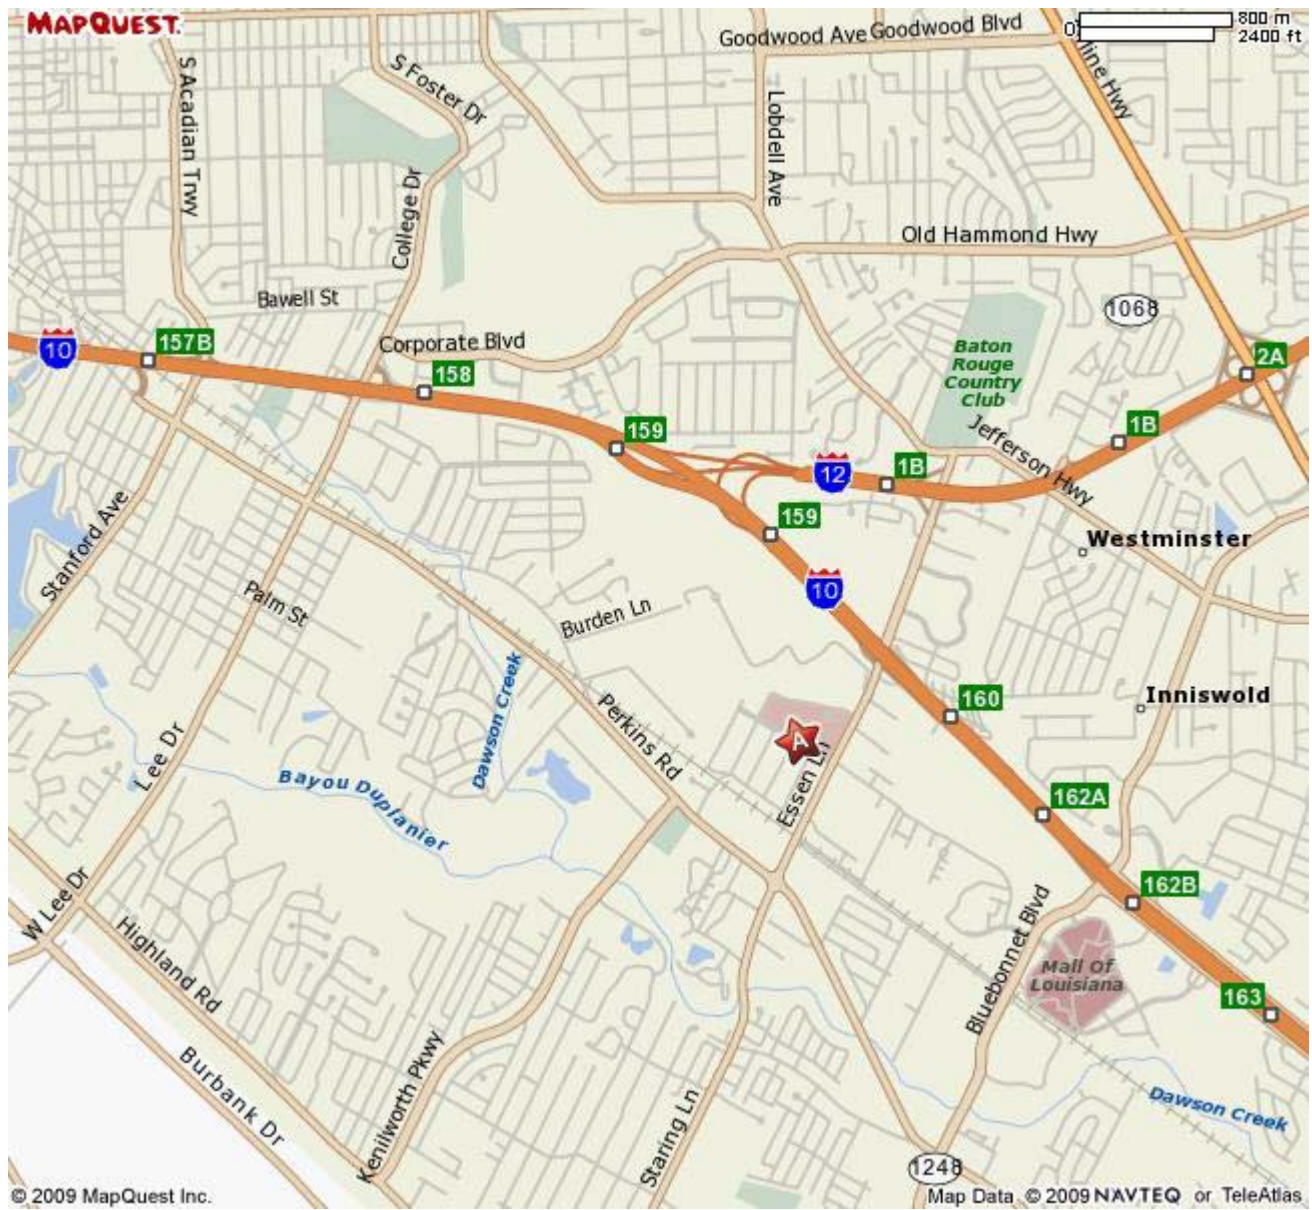 MAPQUEST.
0
800 m
2400 ft
Goodwood Ave
Goodwood Blvd
line Hwy
S Acadian Trwy
S Foster Dr
Lobdell Ave
College Dr
Old Hammond Hwy
Bawell St
1068
10
157B
Corporate Blvd
158
Baton
Rouge
Country
Club
2A
159
1B
Jefferson Hwy
12
1B
159
Stanford Ave
Westminster
10
Palm St
Burden Ln
Dawson Creek
Perkins Rd
160
Inniswold
A
Essen Ln
Lee Dr
Bayou Duplanier
162A
162B
W Lee Dr
Highland Rd
Bluebonnet Blvd
Mall Of
Louisiana
163
Kenilworth Pkwy
Burbank Dr
Staring Ln
Dawson Creek
1248
© 2009 MapQuest Inc.
Map Data © 2009 NAVTEQ or TeleAtlas